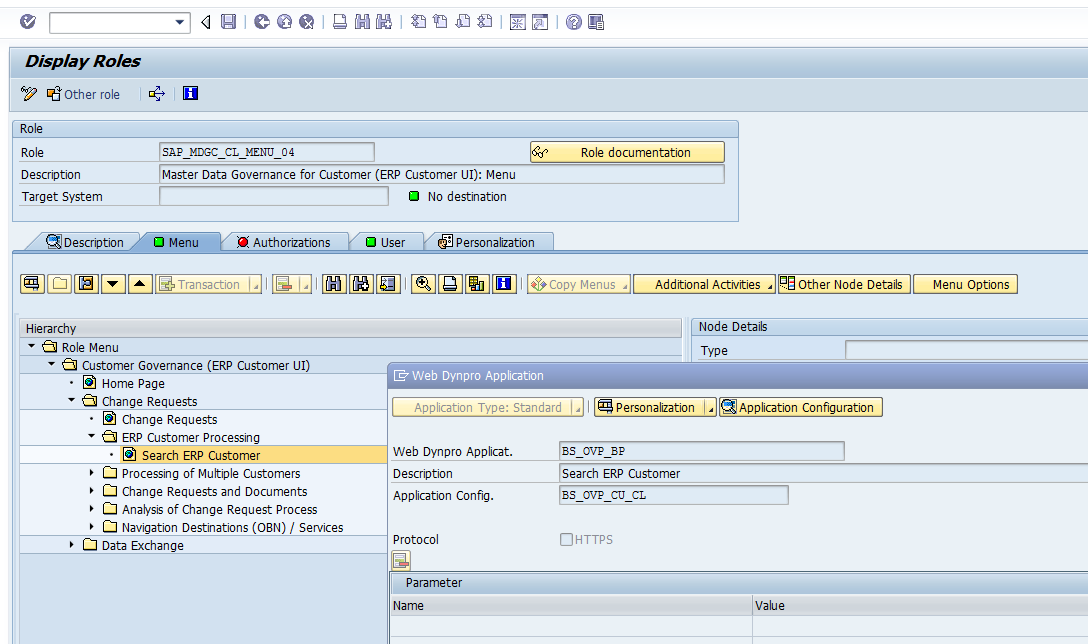 Display Roles
Other role
Role
Role SAP_MDGC_CL_MENU_04 Role documentation
Description Master Data Governance for Customer (ERP Customer UI): Menu
Target System No destination
Description Menu Authorizations User Personalization
Transaction Copy Menus Additional Activities Other Node Details Menu Options
Hierarchy
Role Menu
Customer Governance (ERP Customer UI)
Home Page
Change Requests
Change Requests
ERP Customer Processing
Search ERP Customer
Processing of Multiple Customers
Change Requests and Documents
Analysis of Change Request Process
Navigation Destinations (OBN) / Services
Data Exchange
Node Details
Type
Web Dynpro Application
Application Type: Standard Personalization Application Configuration
Web Dynpro Applicat. BS_OVP_BP
Description Search ERP Customer
Application Config. BS_OVP_CU_CL
Protocol HTTPS
Parameter
Name Value